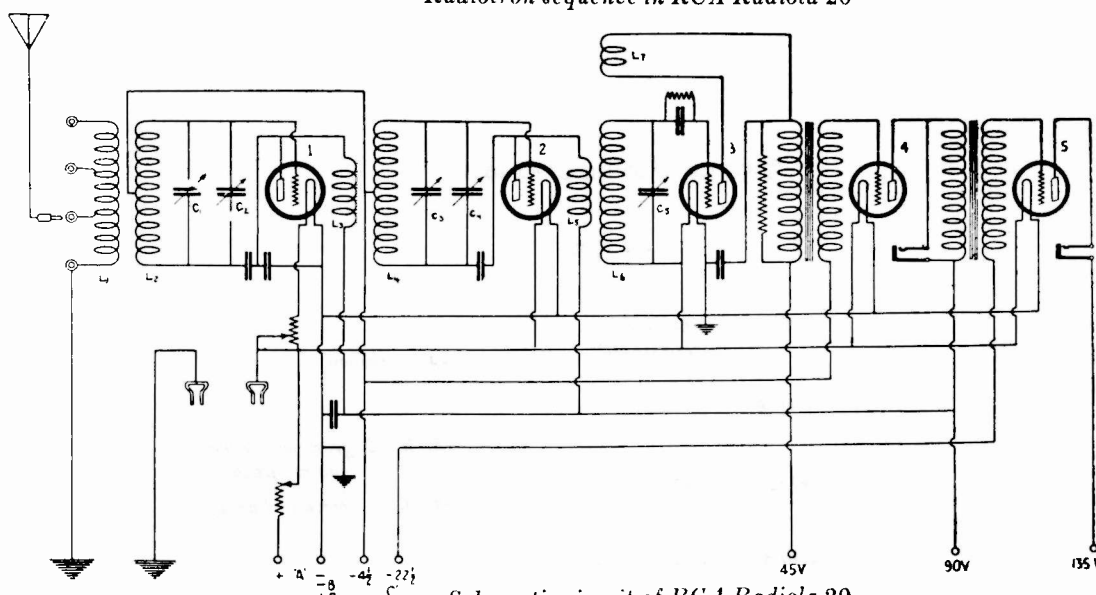 Radiotron sequence in RCA Radiola 20
L7
1
2
3
4
5
C1
C2
L3
C3
C4
L5
C5
L1
L2
L4
L6
+ 'A'
-B
-4½
-22½
'C'
45V
90V
135V
Schematic circuit of RCA Radiola 20